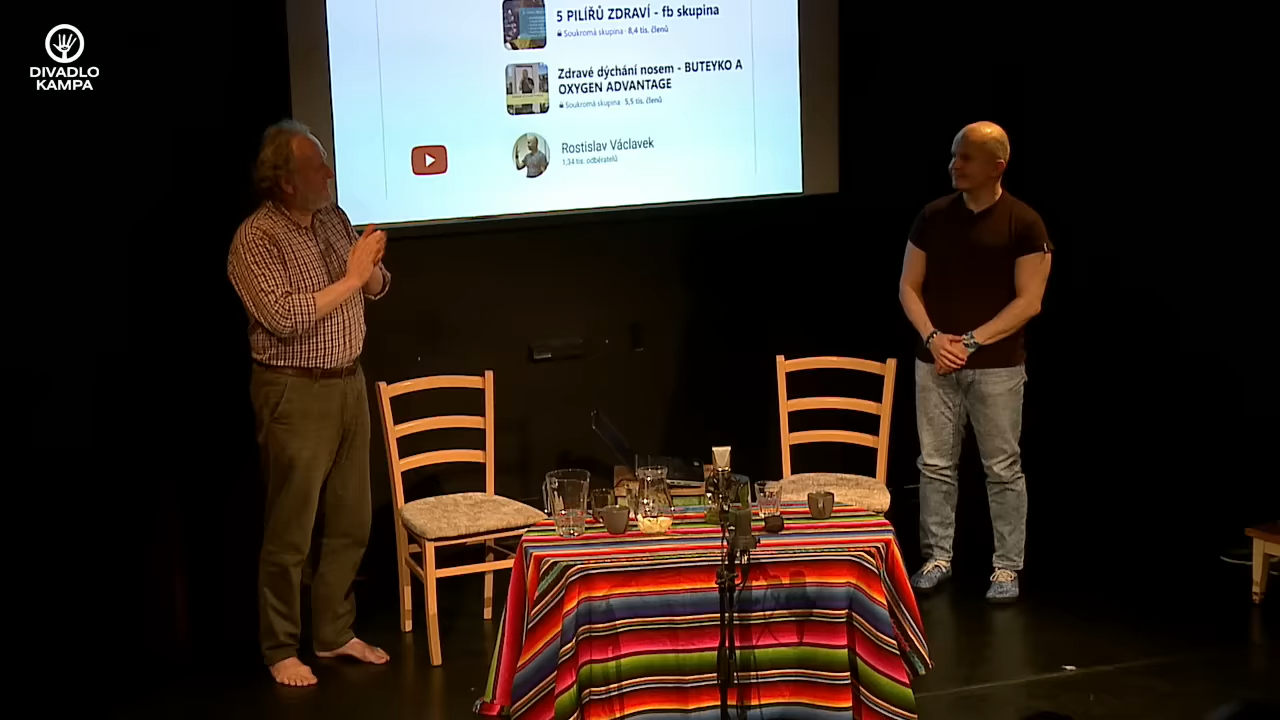 DIVADLO
KAMPA
5 PILÍŘŮ ZDRAVÍ - fb skupina
Soukromá skupina · 8,4 tis. členů
Zdravé dýchání nosem - BUTEYKO A
OXYGEN ADVANTAGE
Soukromá skupina · 5,5 tis. členů
Rostislav Václavek
1,34 tis. odběratelů